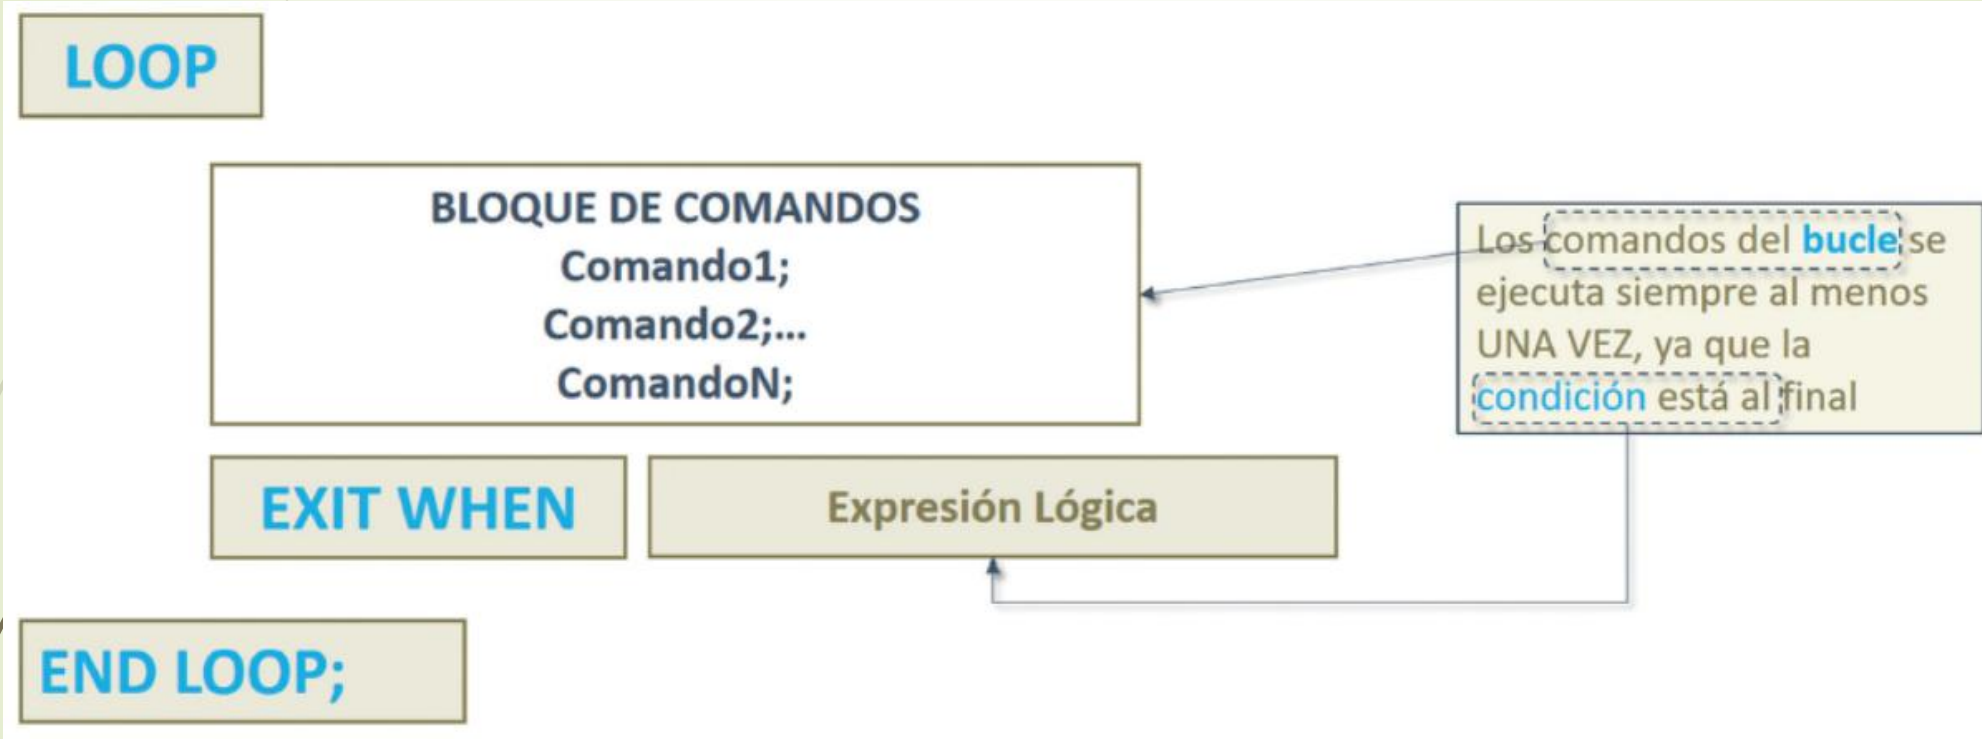 LOOP
BLOQUE DE COMANDOS
Comando1;
Comando2;...
ComandoN;
Los comandos del bucle se
ejecuta siempre al menos
UNA VEZ, ya que la
condición está al final
EXIT WHEN
Expresión Lógica
END LOOP;